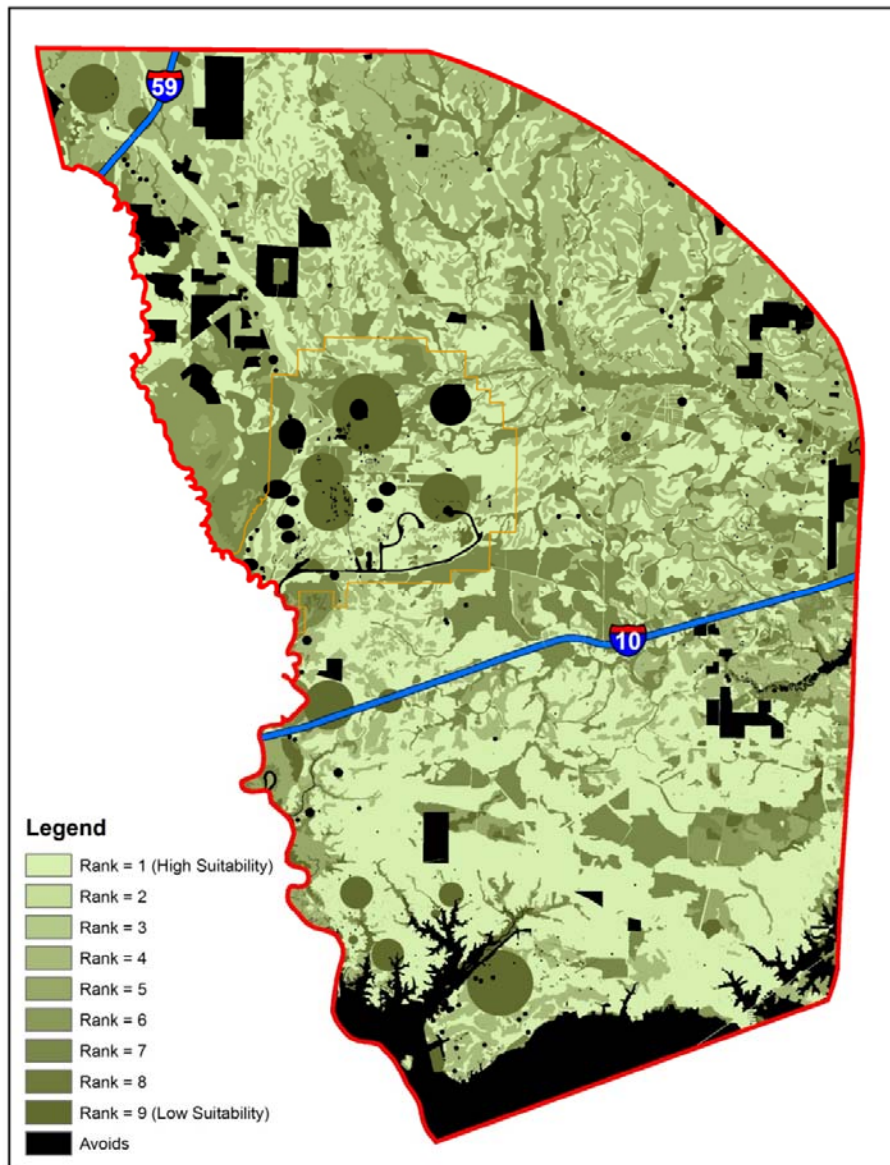 59
10
Legend
Rank = 1 (High Suitability)
Rank = 2
Rank = 3
Rank = 4
Rank = 5
Rank = 6
Rank = 7
Rank = 8
Rank = 9 (Low Suitability)
Avoids